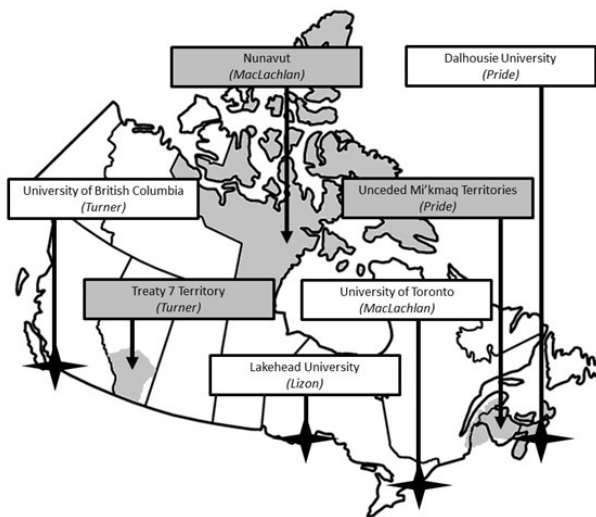 Nunavut
(MacLachlan)
Dalhousie University
(Pride)
University of British Columbia
(Turner)
Unceded Mi'kmaq Territories
(Pride)
Treaty 7 Territory
(Turner)
University of Toronto
(MacLachlan)
Lakehead University
(Lizon)